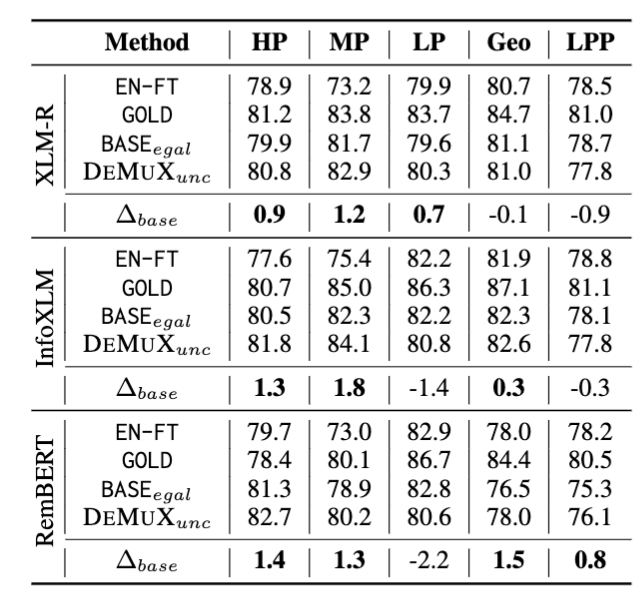 Method HP MP LP Geo LPP
XLM-R
EN-FT 78.9 73.2 79.9 80.7 78.5
GOLD 81.2 83.8 83.7 84.7 81.0
BASEegal 79.9 81.7 79.6 81.1 78.7
DEMUXunc 80.8 82.9 80.3 81.0 77.8
Δbase 0.9 1.2 0.7 -0.1 -0.9
InfoXLM
EN-FT 77.6 75.4 82.2 81.9 78.8
GOLD 80.7 85.0 86.3 87.1 81.1
BASEegal 80.5 82.3 82.2 82.3 78.1
DEMUXunc 81.8 84.1 80.8 82.6 77.8
Δbase 1.3 1.8 -1.4 0.3 -0.3
RemBERT
EN-FT 79.7 73.0 82.9 78.0 78.2
GOLD 78.4 80.1 86.7 84.4 80.5
BASEegal 81.3 78.9 82.8 76.5 75.3
DEMUXunc 82.7 80.2 80.6 78.0 76.1
Δbase 1.4 1.3 -2.2 1.5 0.8